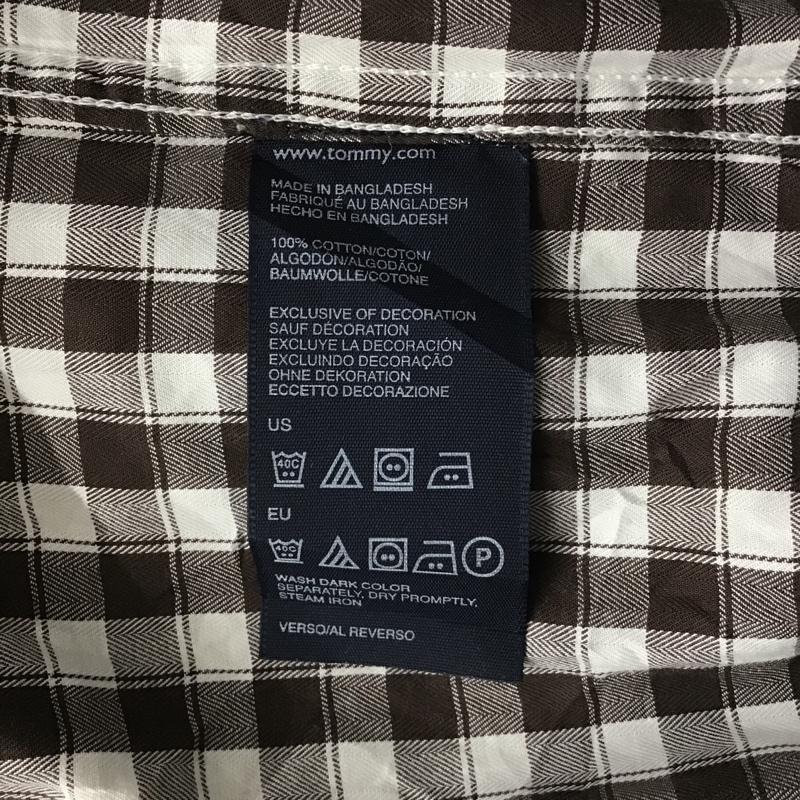 www.tommy.com
MADE IN BANGLADESH
FABRIQUÉ AU BANGLADESH
HECHO EN BANGLADESH
100% COTTON/COTON/
ALGODÓN/ALGODÃO/
BAUMWOLLE/COTONE
EXCLUSIVE OF DECORATION
SAUF DÉCORATION
EXCLUYE LA DECORACIÓN
EXCLUINDO DECORAÇÃO
OHNE DEKORATION
ECCETTO DECORAZIONE
US
40C
EU
40C P
WASH DARK COLOR
SEPARATELY, DRY PROMPTLY,
STEAM IRON
VERSO/AL REVERSO